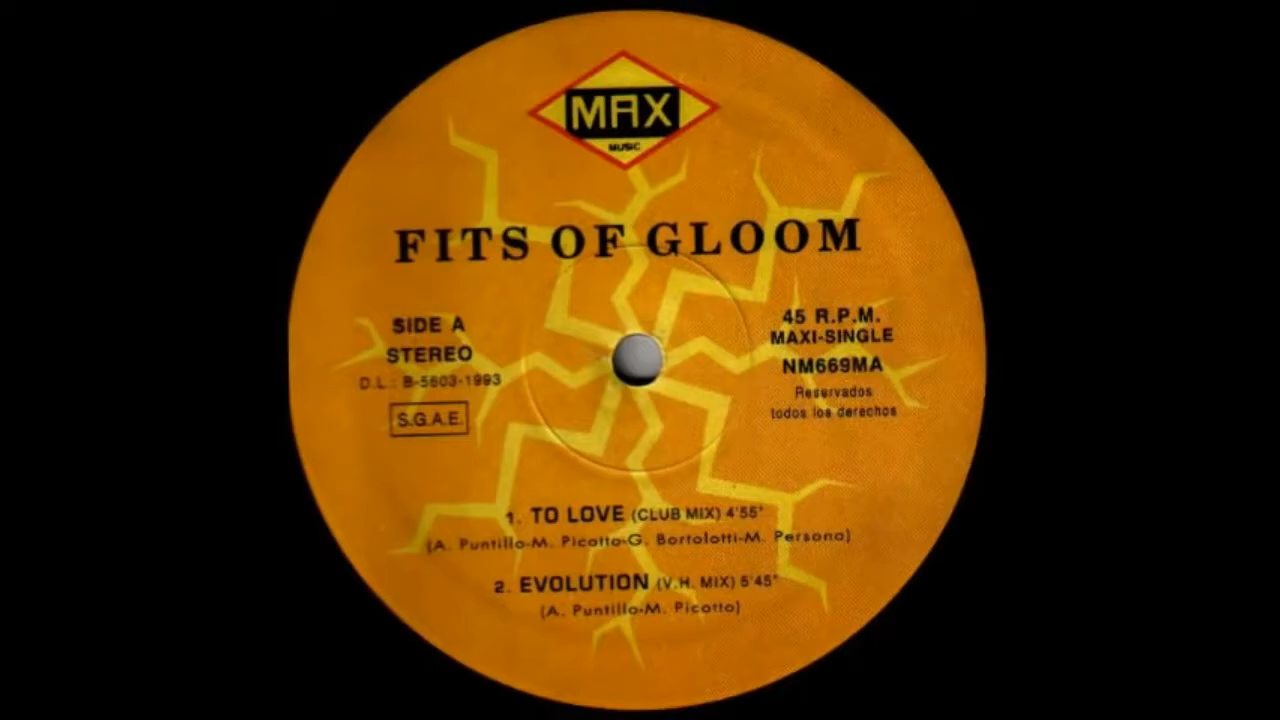 MAX
MUSIC
FITS OF GLOOM
SIDE A
STEREO
D.L.: B-5603-1993
S.G.A.E.
45 R.P.M.
MAXI-SINGLE
NM669MA
Reservados
todos los derechos
1. TO LOVE (CLUB MIX) 4'55"
(A. Puntillo-M. Picotto-G. Bortolotti-M. Persona)
2. EVOLUTION (V.H. MIX) 5'45"
(A. Puntillo-M. Picotto)